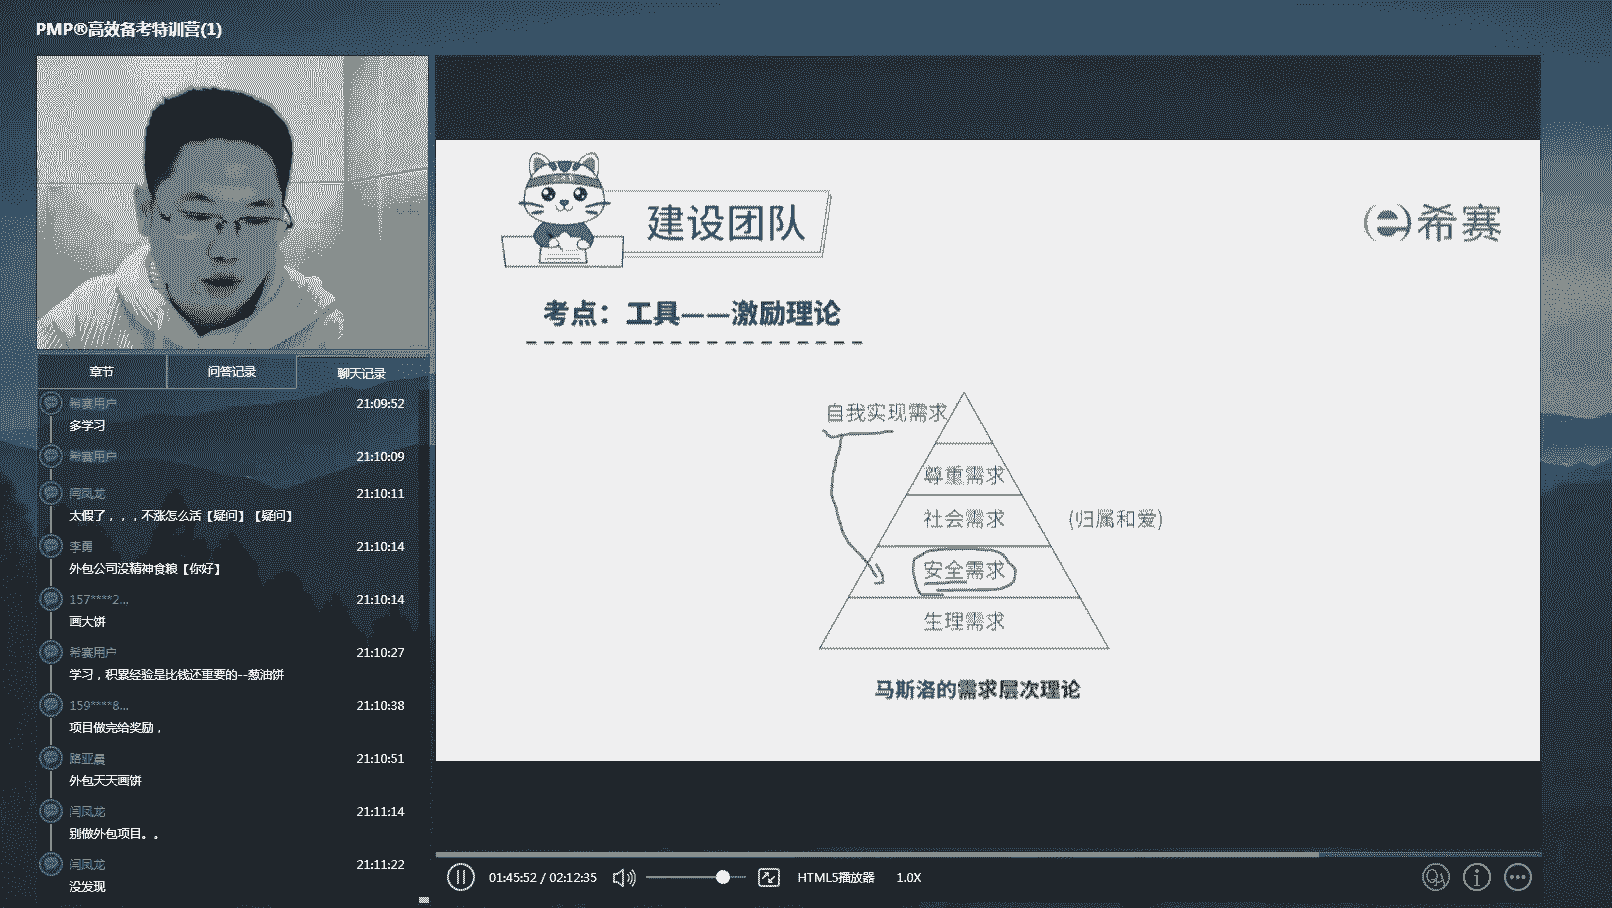 PMP®高效备考特训营(1)
章节
问答记录
聊天记录
希赛用户
21:09:52
多学习
希赛用户
21:10:09
闫凤龙
21:10:11
太假了，，，不涨怎么活【疑问】【疑问】
李勇
21:10:14
外包公司没精神食粮【你好】
157****2...
21:10:14
画大饼
希赛用户
21:10:27
学习，积累经验是比钱还重要的--葱油饼
159****8...
21:10:38
项目做完给奖励，
路亚晨
21:10:51
外包天天画饼
闫凤龙
21:11:14
别做外包项目。。
闫凤龙
21:11:22
没发现
建设团队
希赛
考点：工具——激励理论
自我实现需求
尊重需求
社会需求
(归属和爱)
安全需求
生理需求
马斯洛的需求层次理论
01:45:52 / 02:12:35
HTML5播放器
1.0X